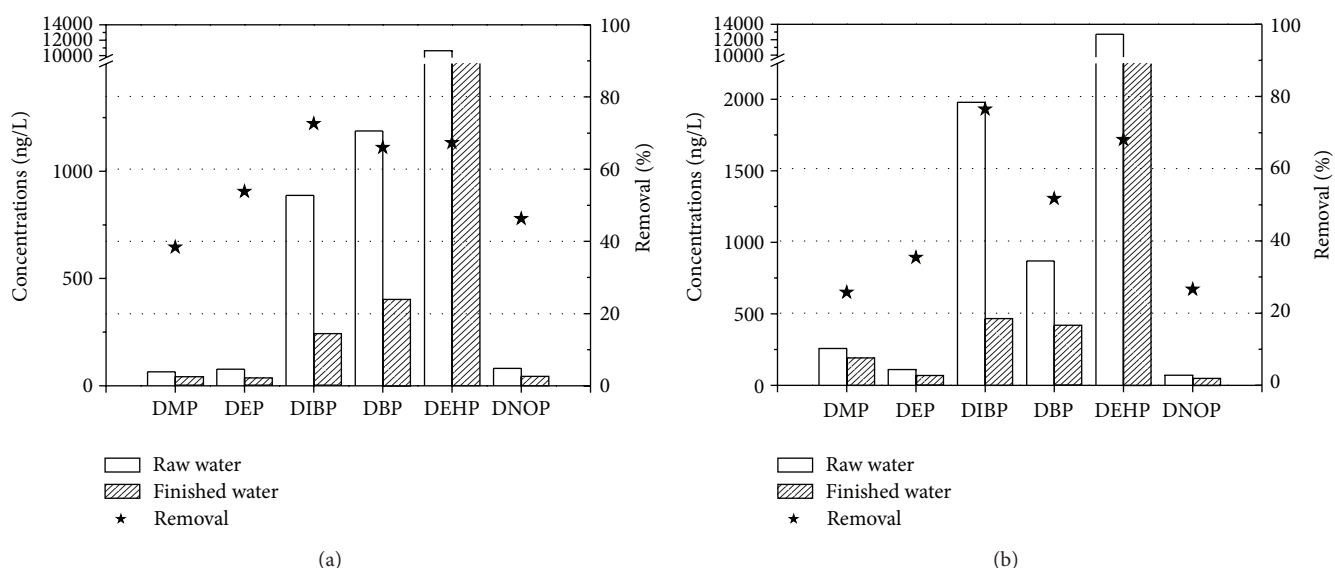 14000
12000
10000
1000
500
0
Concentrations (ng/L)
100
80
60
40
20
0
Removal (%)
DMP DEP DIBP DBP DEHP DNOP
Raw water
Finished water
Removal
(a)
14000
12000
10000
2000
1500
1000
500
0
Concentrations (ng/L)
100
80
60
40
20
0
Removal (%)
DMP DEP DIBP DBP DEHP DNOP
Raw water
Finished water
Removal
(b)